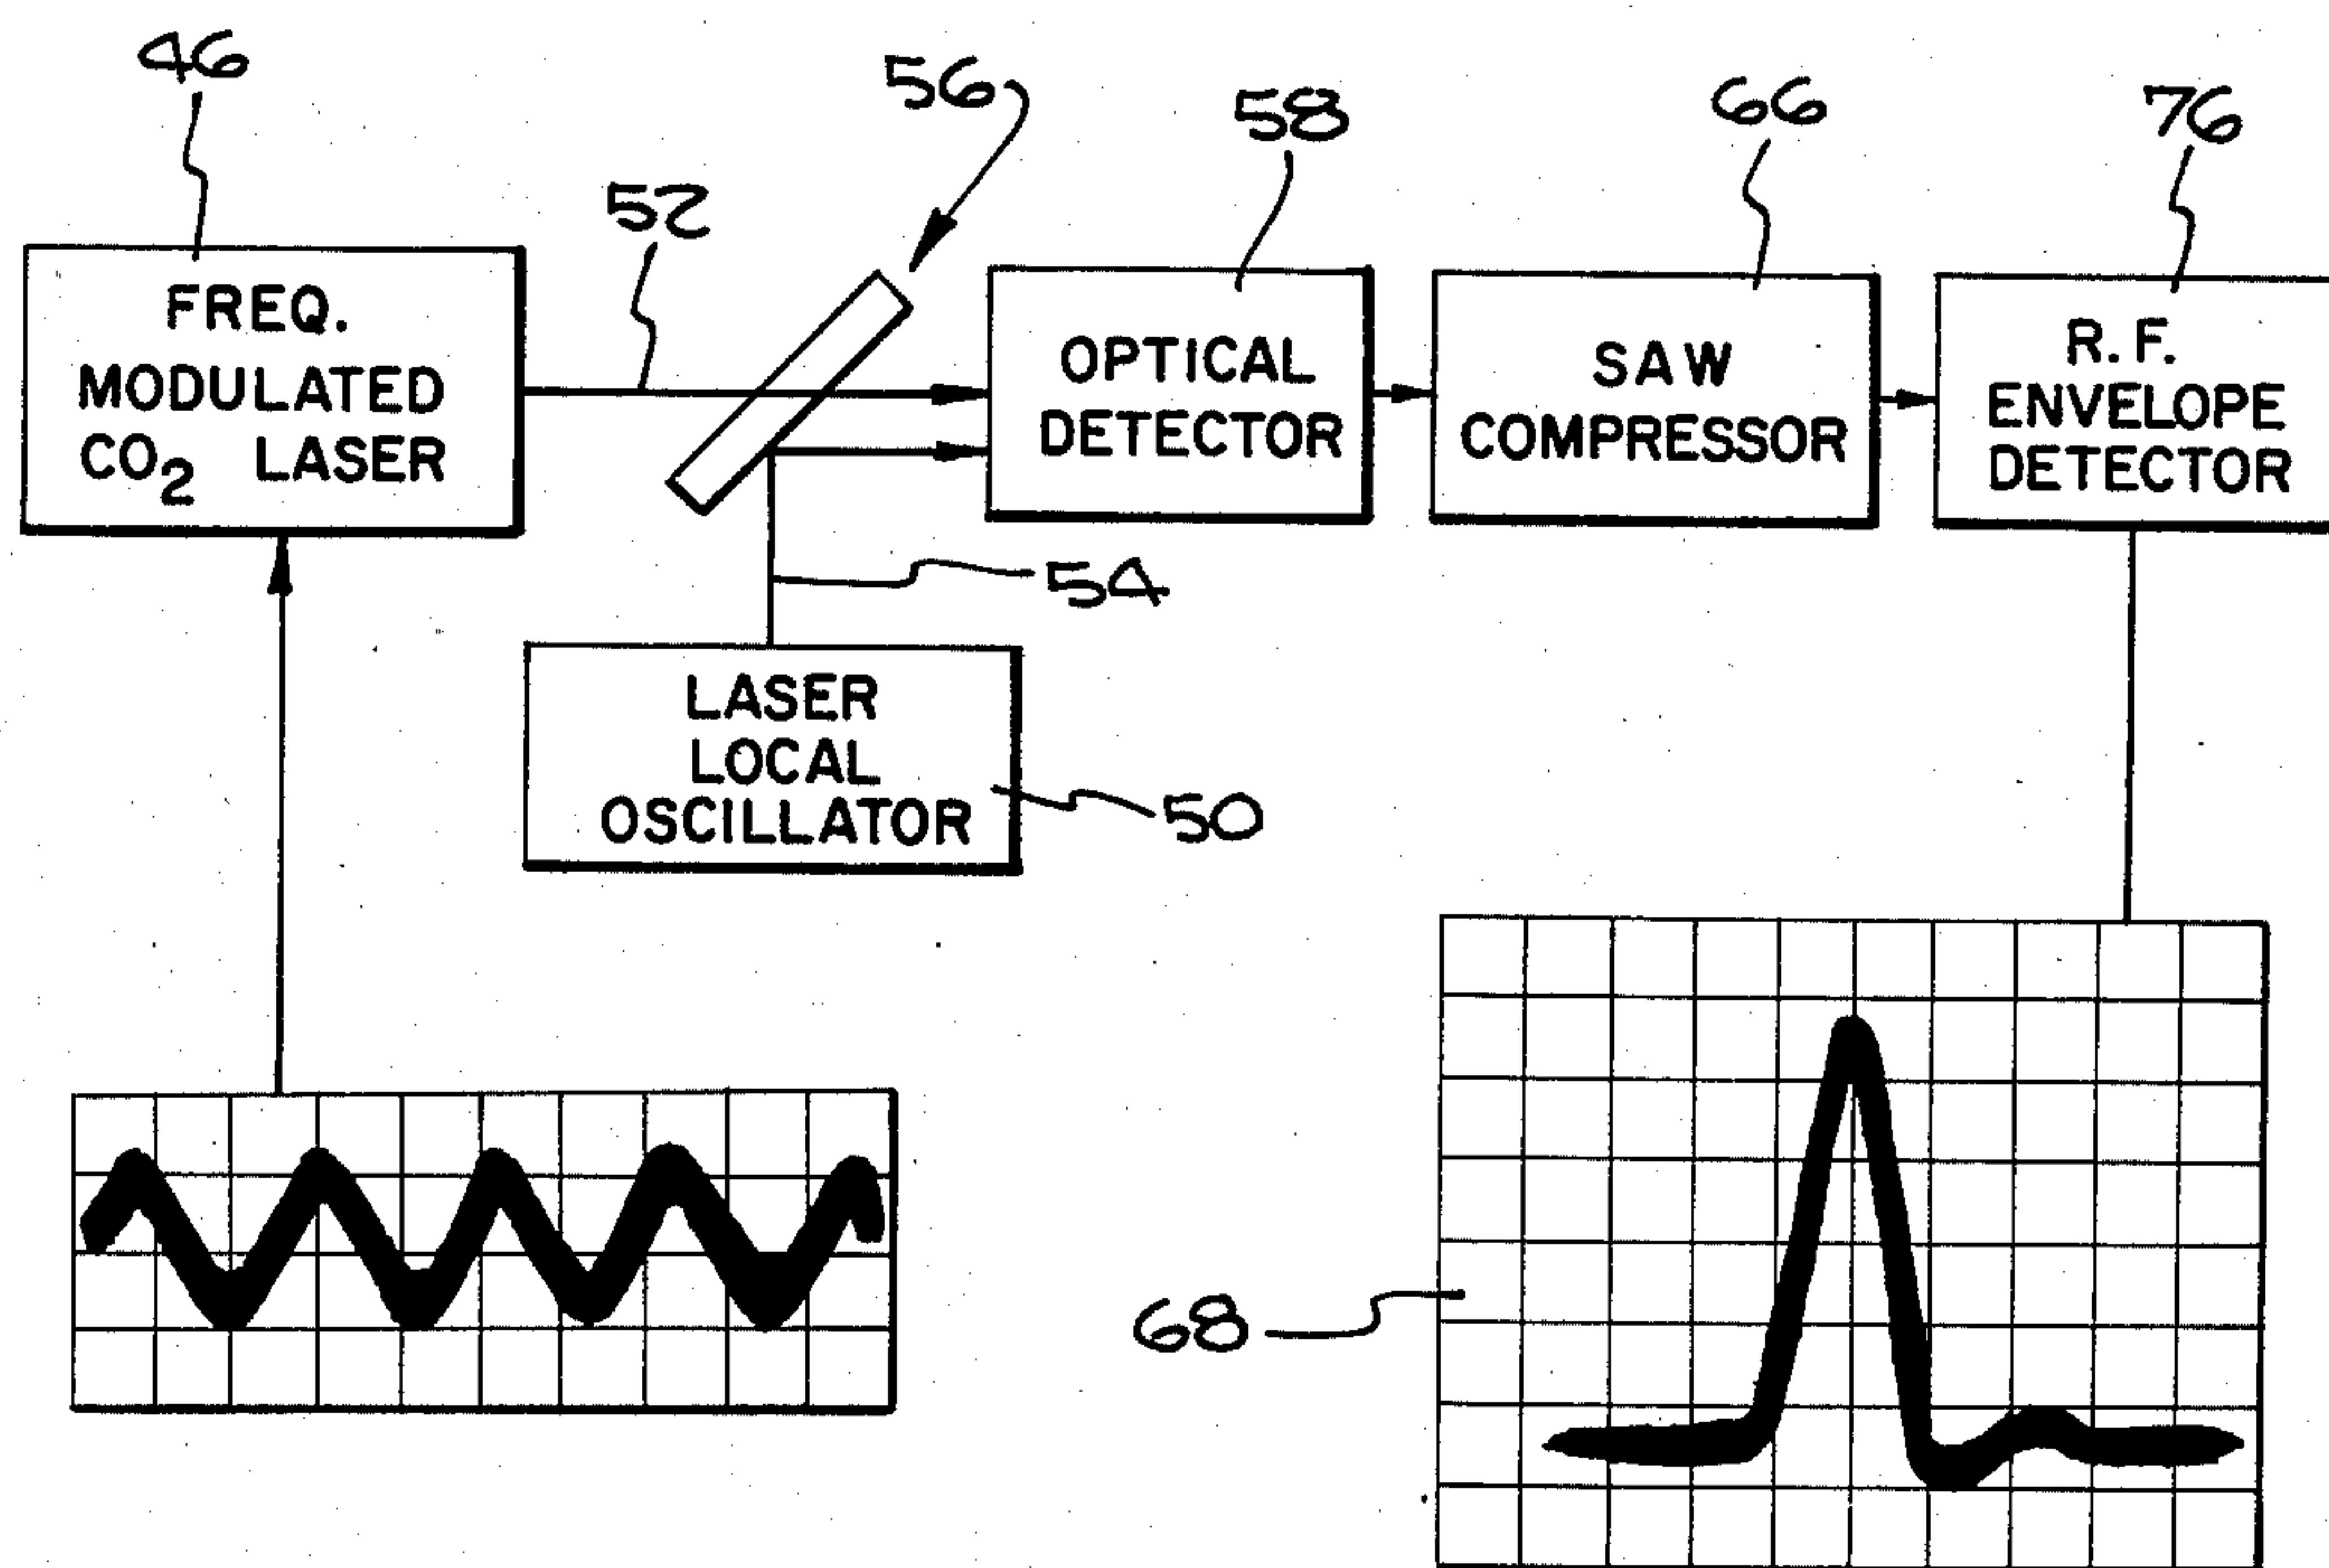 46
56
58
66
76
52
FREQ.
MODULATED
CO2 LASER
OPTICAL
DETECTOR
SAW
COMPRESSOR
R.F.
ENVELOPE
DETECTOR
54
LASER
LOCAL
OSCILLATOR
50
68